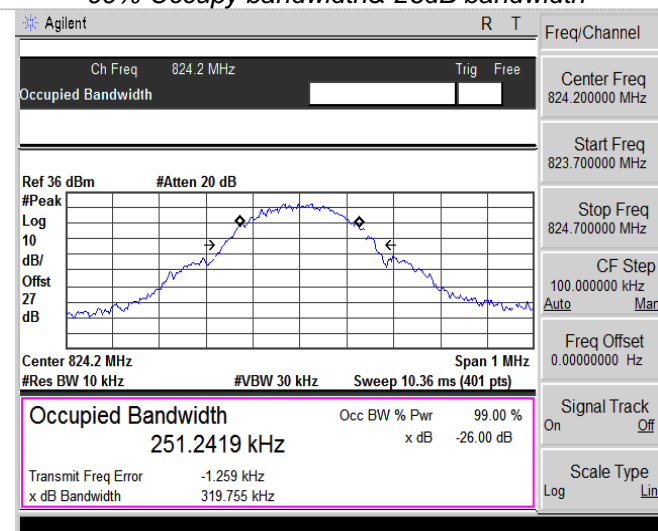 99% Occupy bandwidth& 26dB bandwidth
Agilent R T
Ch Freq 824.2 MHz Trig Free
Occupied Bandwidth
Ref 36 dBm #Atten 20 dB
#Peak
Log
10
dB/
Offst
27
dB
Center 824.2 MHz Span 1 MHz
#Res BW 10 kHz #VBW 30 kHz Sweep 10.36 ms (401 pts)
Occupied Bandwidth Occ BW % Pwr 99.00 %
251.2419 kHz x dB -26.00 dB
Transmit Freq Error -1.259 kHz
x dB Bandwidth 319.755 kHz
Freq/Channel
Center Freq
824.200000 MHz
Start Freq
823.700000 MHz
Stop Freq
824.700000 MHz
CF Step
100.000000 kHz
Auto Man
Freq Offset
0.00000000 Hz
Signal Track
On Off
Scale Type
Log Lin